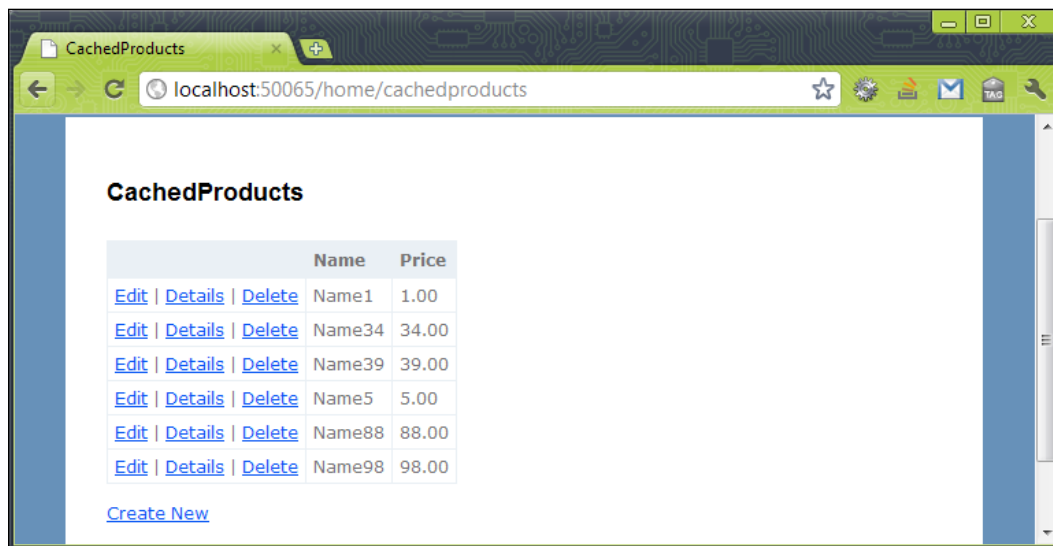 CachedProducts
localhost:50065/home/cachedproducts
TAG
CachedProducts
Name Price
Edit | Details | Delete Name1 1.00
Edit | Details | Delete Name34 34.00
Edit | Details | Delete Name39 39.00
Edit | Details | Delete Name5 5.00
Edit | Details | Delete Name88 88.00
Edit | Details | Delete Name98 98.00
Create New